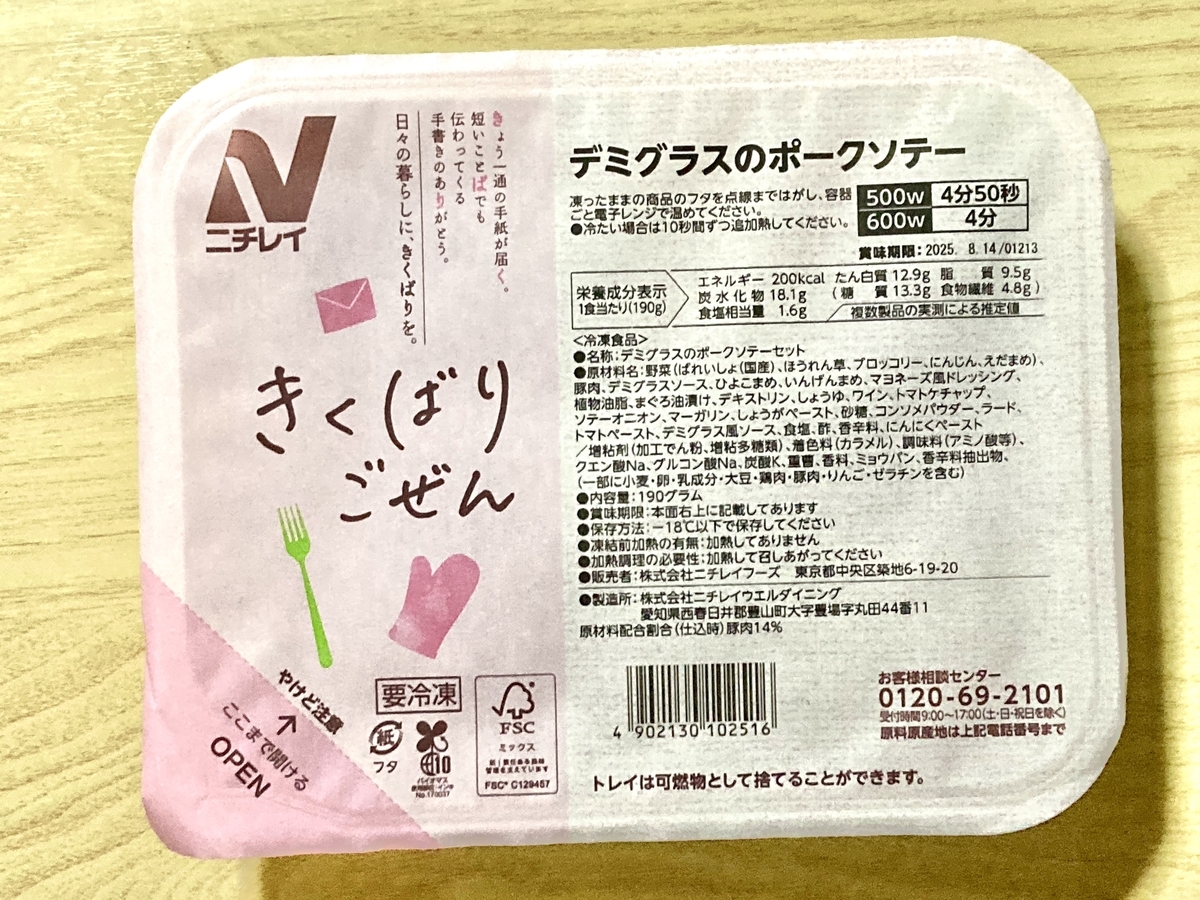 ニチレイ
きょう一通の手紙が届く。
短いことばでも
伝わってくる
手書きのありがとう。
日々の暮らしに、きくばりを。
きくばり
ごぜん
やけど注意
ここまで開ける
OPEN
要冷凍
紙
フタ
10
バイオマス
No.170037
FSC
ミックス
紙|責任ある森林
管理を支えています
FSC® C129457
デミグラスのポークソテー
凍ったままの商品のフタを点線まではがし、容器
ごと電子レンジで温めてください。
●冷たい場合は10秒間ずつ追加熱してください。
500w 4分50秒
600w 4分
賞味期限:2025. 8.14/01213
栄養成分表示
1食当たり(190g)
エネルギー 200kcal たん白質 12.9g 脂質 9.5g
炭水化物 18.1g (糖質 13.3g 食物繊維 4.8g)
食塩相当量 1.6g 複数製品の実測による推定値
<冷凍食品>
●名称:デミグラスのポークソテーセット
●原材料名:野菜(ばれいしょ(国産)、ほうれん草、ブロッコリー、にんじん、えだまめ)、
豚肉、デミグラスソース、ひよこまめ、いんげんまめ、マヨネーズ風ドレッシング、
植物油脂、まぐろ油漬け、デキストリン、しょうゆ、ワイン、トマトケチャップ、
ソテーオニオン、マーガリン、しょうがペースト、砂糖、コンソメパウダー、ラード、
トマトペースト、デミグラス風ソース、食塩、酢、香辛料、にんにくペースト
/増粘剤(加工でん粉、増粘多糖類)、着色料(カラメル)、調味料(アミノ酸等)、
クエン酸Na、グルコン酸Na、炭酸K、重曹、香料、ミョウバン、香辛料抽出物、
(一部に小麦・卵・乳成分・大豆・鶏肉・豚肉・りんご・ゼラチンを含む)
●内容量:190グラム
●賞味期限:本面右上に記載してあります
●保存方法:−18℃以下で保存してください
●凍結前加熱の有無:加熱してありません
●加熱調理の必要性:加熱して召しあがってください
●販売者:株式会社ニチレイフーズ 東京都中央区築地6-19-20
●製造所:株式会社ニチレイウエルダイニング
愛知県西春日井郡豊山町大字豊場字丸田44番11
原材料配合割合(仕込時)豚肉14%
4 902130 102516
お客様相談センター
0120-69-2101
受付時間9:00〜17:00(土・日・祝日を除く)
原料原産地は上記電話番号まで
トレイは可燃物として捨てることができます。